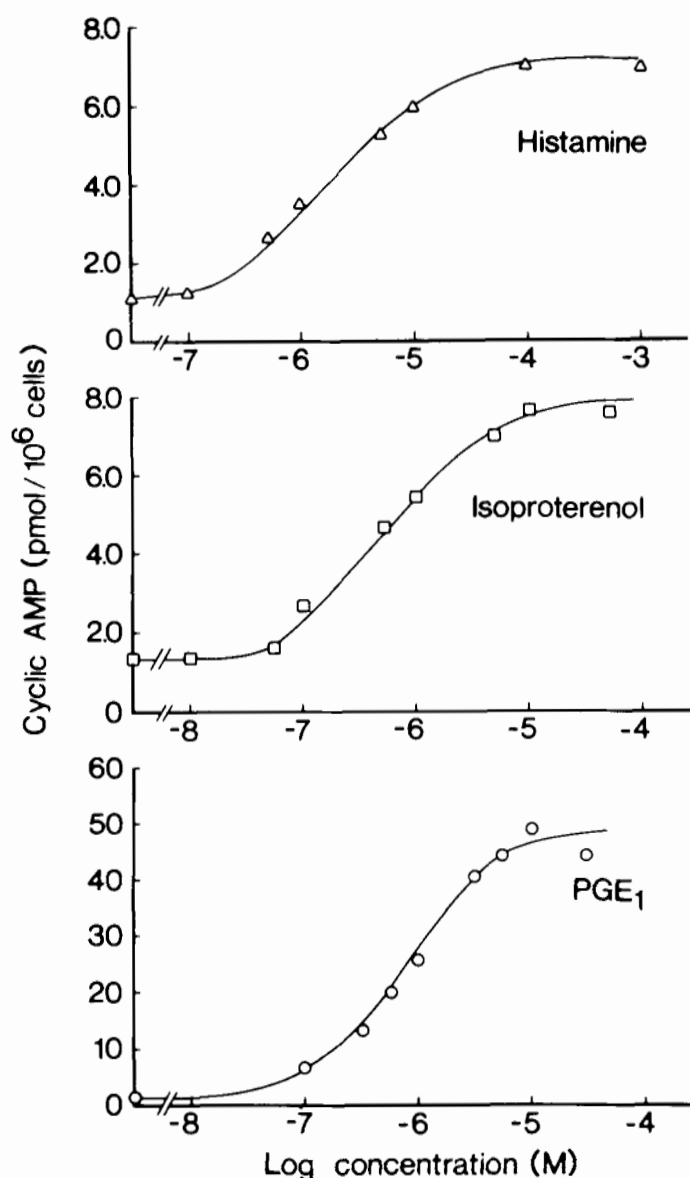 Cyclic AMP (pmol/10⁶ cells)
8.0
6.0
4.0
2.0
0
Histamine
-7 -6 -5 -4 -3
8.0
6.0
4.0
2.0
0
Isoproterenol
-8 -7 -6 -5 -4
60
50
40
30
20
10
0
PGE₁
-8 -7 -6 -5 -4
Log concentration (M)